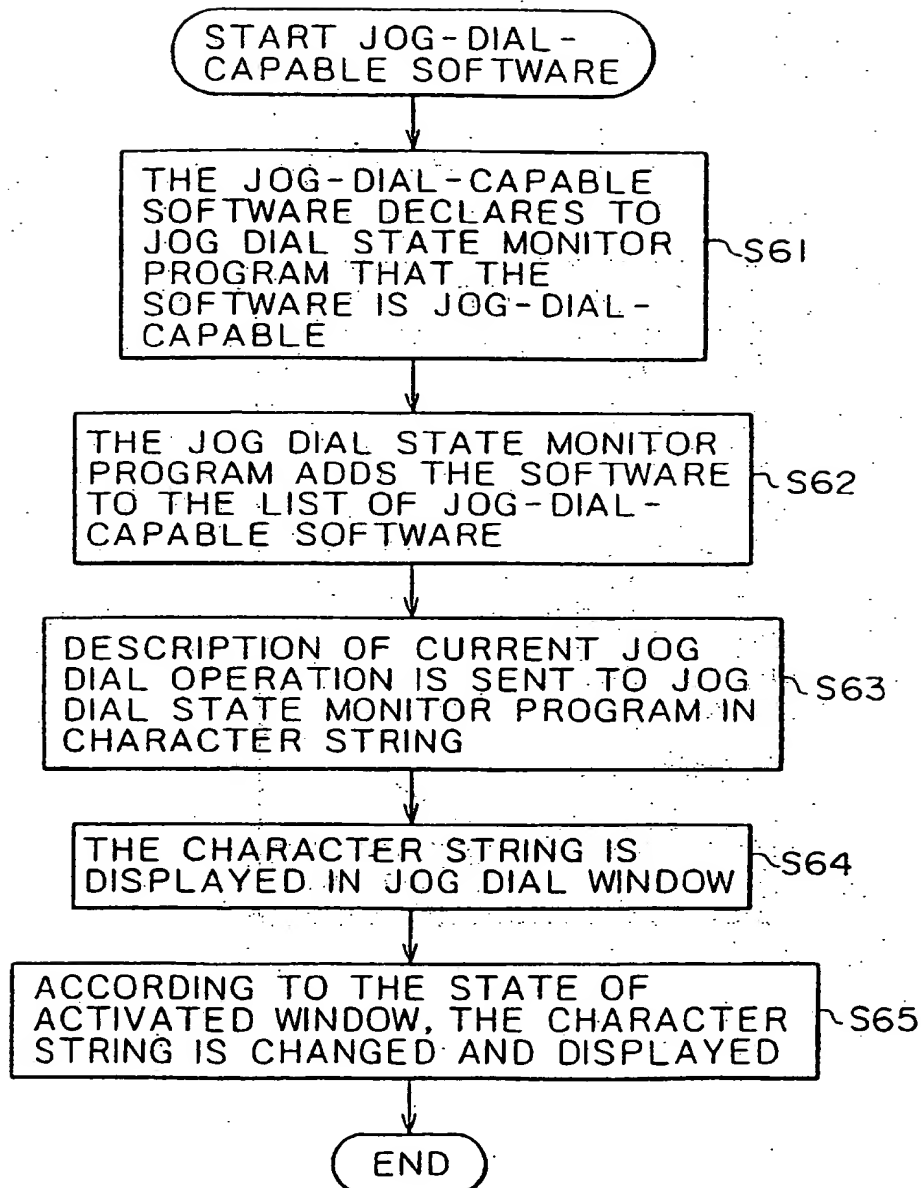 START JOG-DIAL-
CAPABLE SOFTWARE
THE JOG-DIAL-CAPABLE
SOFTWARE DECLARES TO
JOG DIAL STATE MONITOR
PROGRAM THAT THE
SOFTWARE IS JOG-DIAL-
CAPABLE
S61
THE JOG DIAL STATE MONITOR
PROGRAM ADDS THE SOFTWARE
TO THE LIST OF JOG-DIAL-
CAPABLE SOFTWARE
S62
DESCRIPTION OF CURRENT JOG
DIAL OPERATION IS SENT TO JOG
DIAL STATE MONITOR PROGRAM IN
CHARACTER STRING
S63
THE CHARACTER STRING IS
DISPLAYED IN JOG DIAL WINDOW
S64
ACCORDING TO THE STATE OF
ACTIVATED WINDOW, THE CHARACTER
STRING IS CHANGED AND DISPLAYED
S65
END